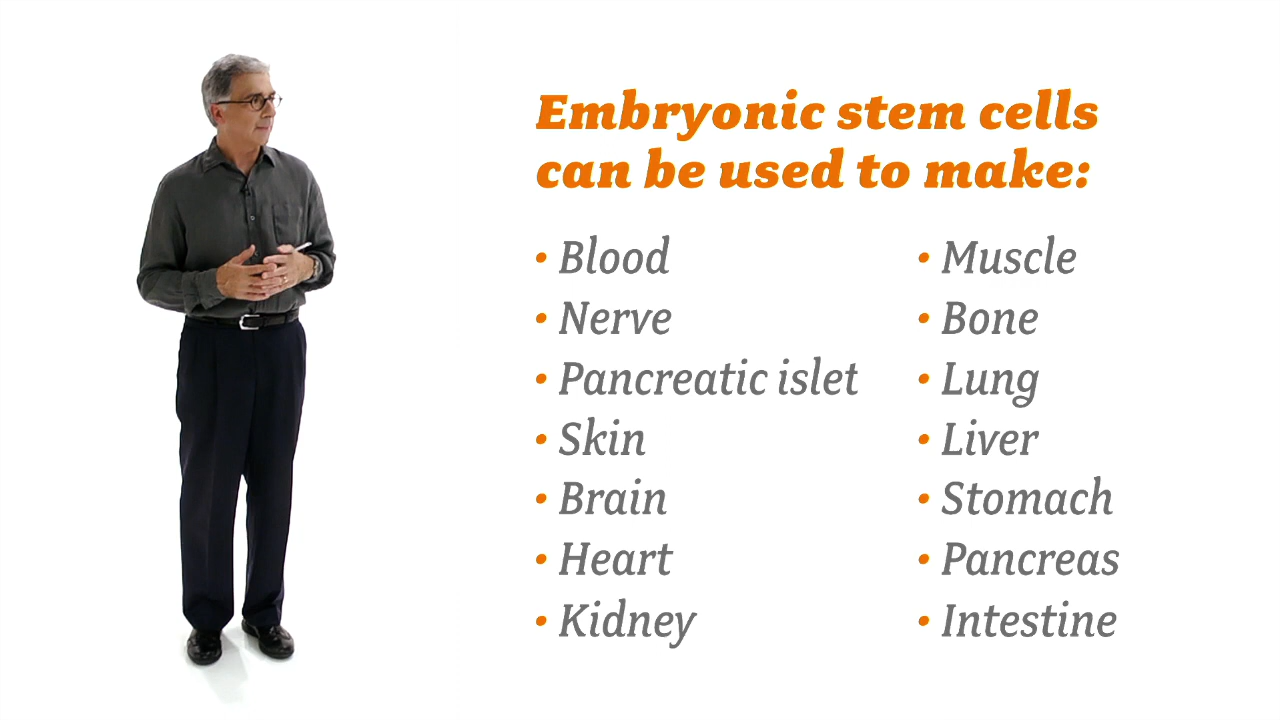 Embryonic stem cells
can be used to make:
• Blood
• Nerve
• Pancreatic islet
• Skin
• Brain
• Heart
• Kidney
• Muscle
• Bone
• Lung
• Liver
• Stomach
• Pancreas
• Intestine